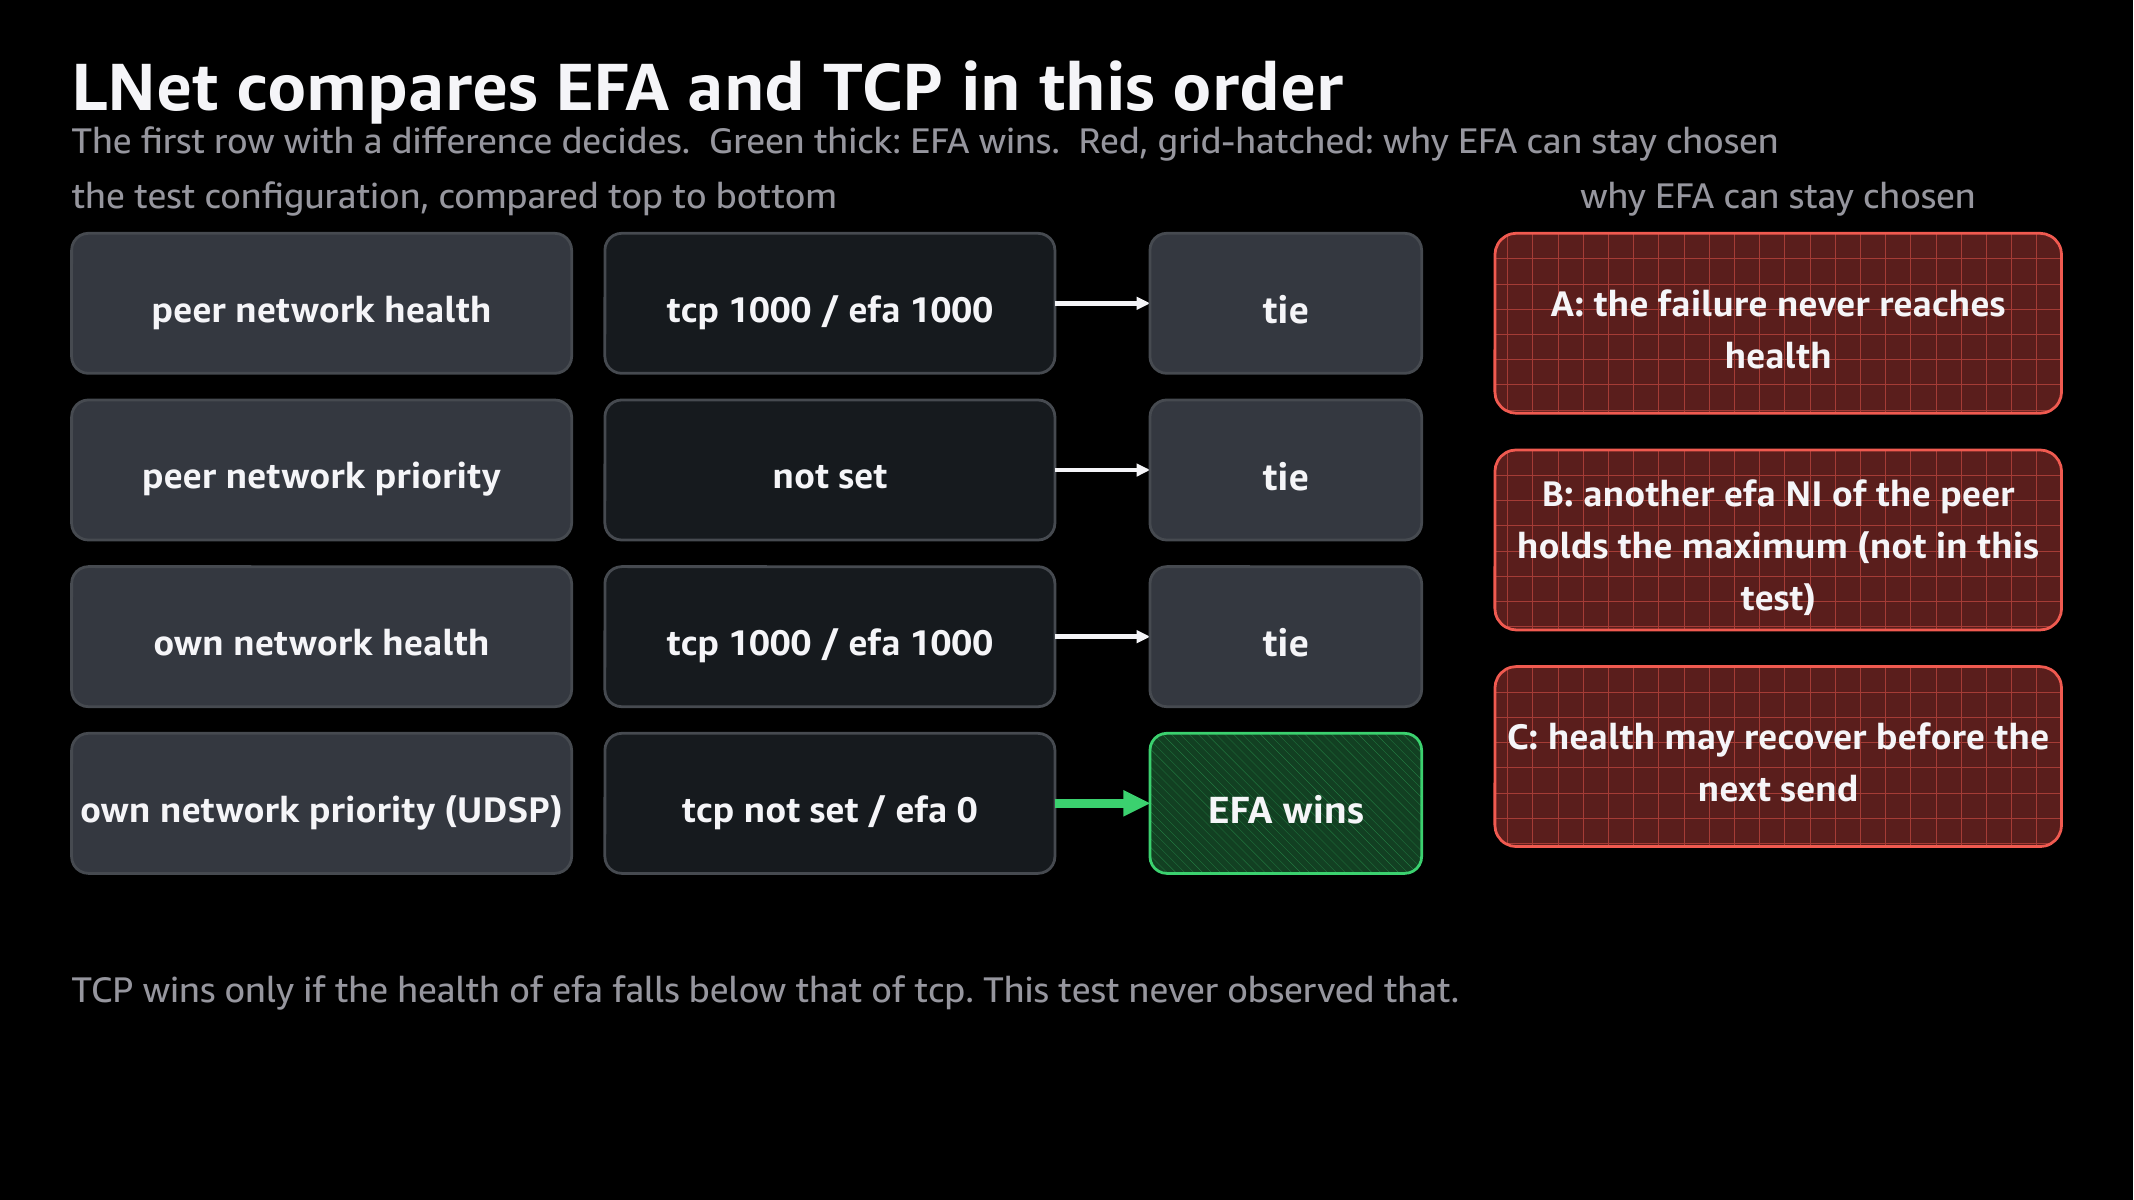 LNet compares EFA and TCP in this order
The first row with a difference decides.  Green thick: EFA wins.  Red, grid-hatched: why EFA can stay chosen
the test configuration, compared top to bottom
why EFA can stay chosen
peer network health
tcp 1000 / efa 1000
tie
peer network priority
not set
tie
own network health
tcp 1000 / efa 1000
tie
own network priority (UDSP)
tcp not set / efa 0
EFA wins
A: the failure never reaches
health
B: another efa NI of the peer
holds the maximum (not in this
test)
C: health may recover before the
next send
TCP wins only if the health of efa falls below that of tcp. This test never observed that.